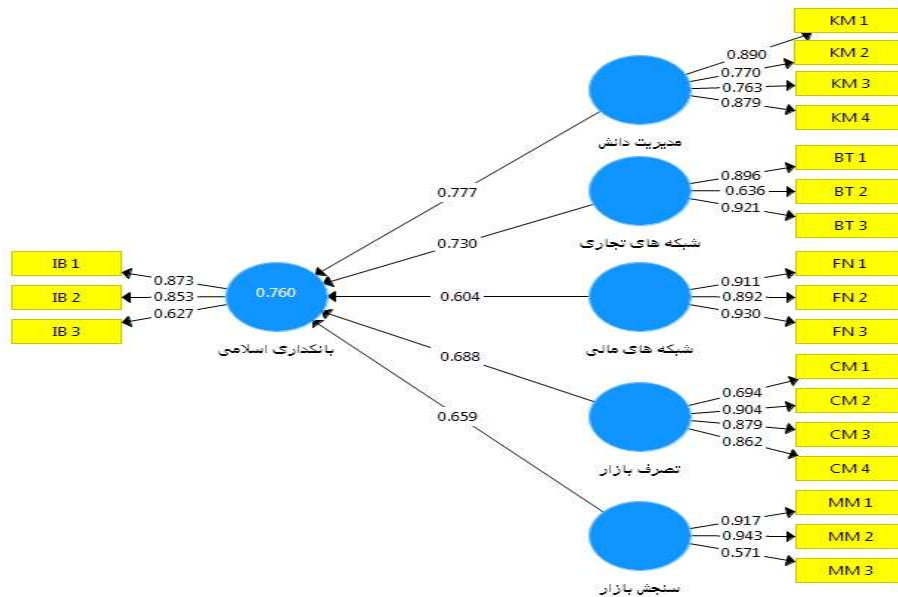 KM 1
0.890
KM 2
0.770
KM 3
0.763
KM 4
0.879
مدیریت دانش
0.777
BT 1
0.896
BT 2
0.636
BT 3
0.921
شبکه های تجاری
0.730
IB 1
0.873
IB 2
0.853
IB 3
0.627
0.760
بانکداری اسلامی
FN 1
0.911
FN 2
0.892
FN 3
0.930
شبکه های مالی
0.604
CM 1
0.694
CM 2
0.904
CM 3
0.879
CM 4
0.862
تصرف بازار
0.688
MM 1
0.917
MM 2
0.943
MM 3
0.571
سنجش بازار
0.659